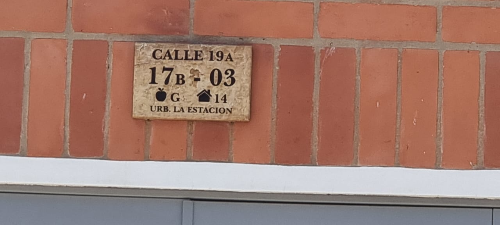 CALLE 19A
17B - 03
G 14
URB. LA ESTACION